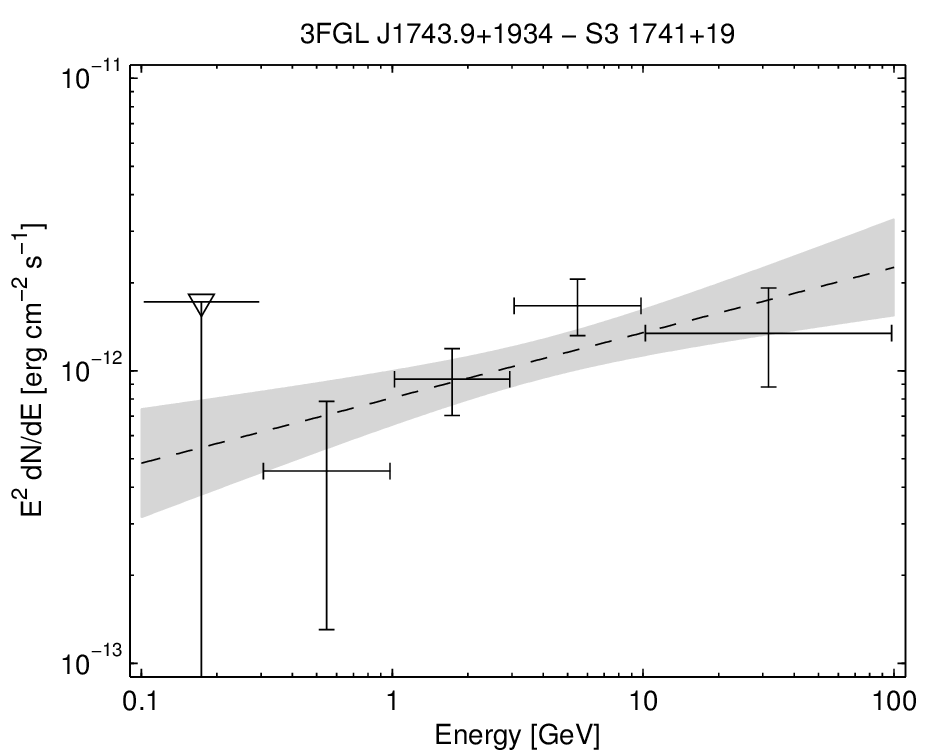 3FGL J1743.9+1934 − S3 1741+19
10⁻¹¹
10⁻¹²
10⁻¹³
E² dN/dE [erg cm⁻² s⁻¹]
0.1 1 10 100
Energy [GeV]